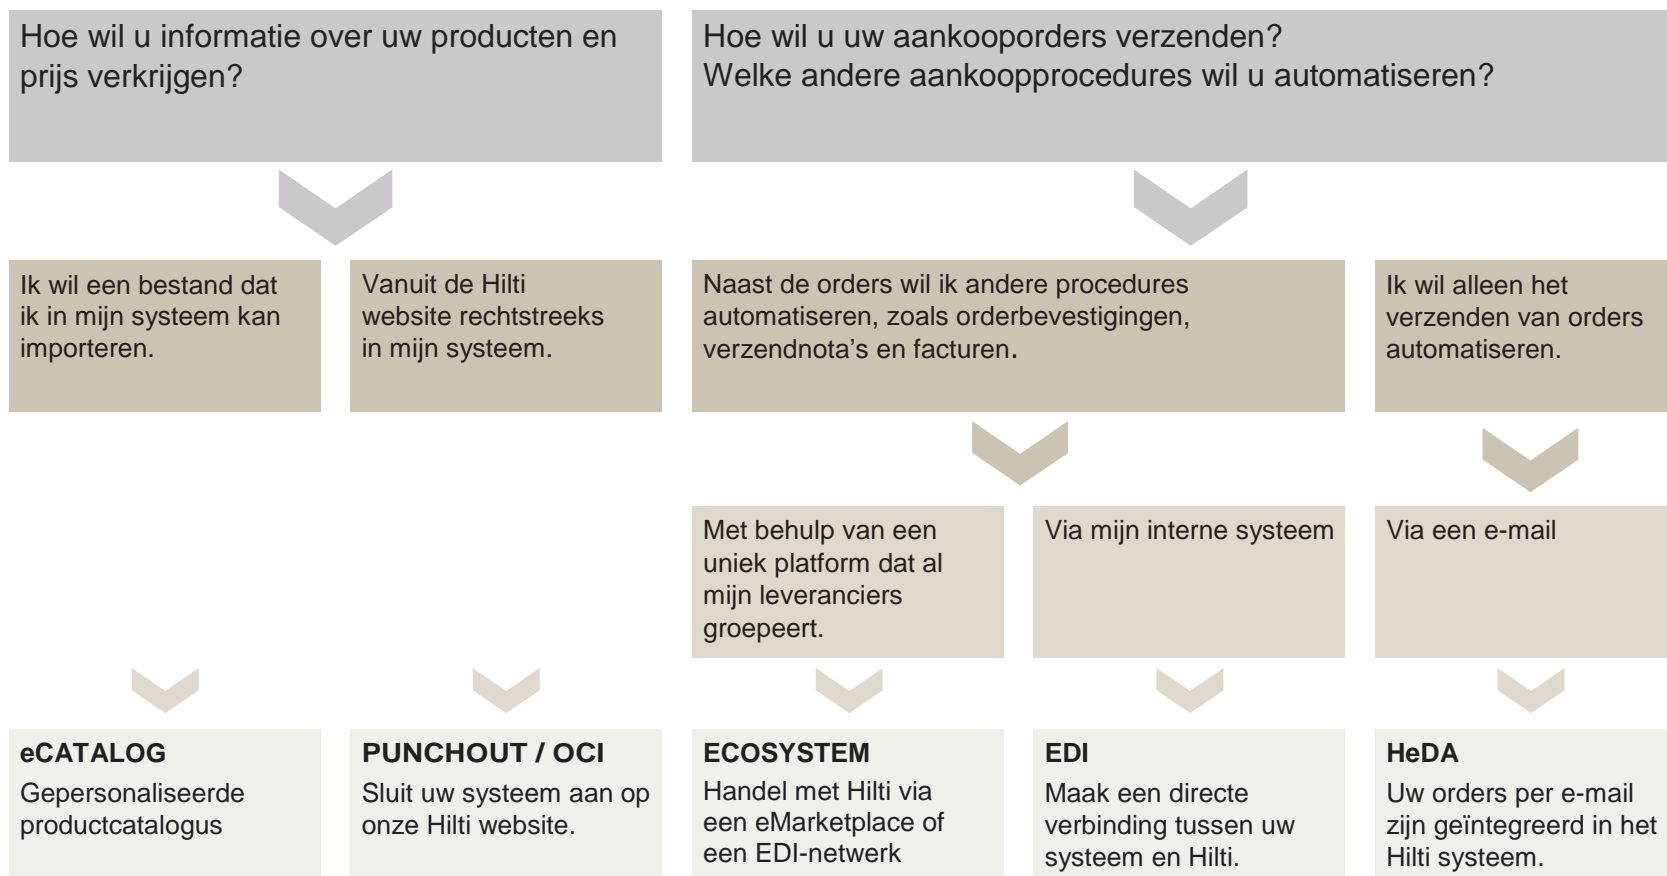 Hoe wil u informatie over uw producten en
prijs verkrijgen?
Hoe wil u uw aankooporders verzenden?
Welke andere aankoopprocedures wil u automatiseren?
Ik wil een bestand dat
ik in mijn systeem kan
importeren.
Vanuit de Hilti
website rechtstreeks
in mijn systeem.
Naast de orders wil ik andere procedures
automatiseren, zoals orderbevestigingen,
verzendnota’s en facturen.
Ik wil alleen het
verzenden van orders
automatiseren.
Met behulp van een
uniek platform dat al
mijn leveranciers
groepeert.
Via mijn interne systeem
Via een e-mail
eCATALOG
Gepersonaliseerde
productcatalogus
PUNCHOUT / OCI
Sluit uw systeem aan op
onze Hilti website.
ECOSYSTEM
Handel met Hilti via
een eMarketplace of
een EDI-netwerk
EDI
Maak een directe
verbinding tussen uw
systeem en Hilti.
HeDA
Uw orders per e-mail
zijn geïntegreerd in het
Hilti systeem.